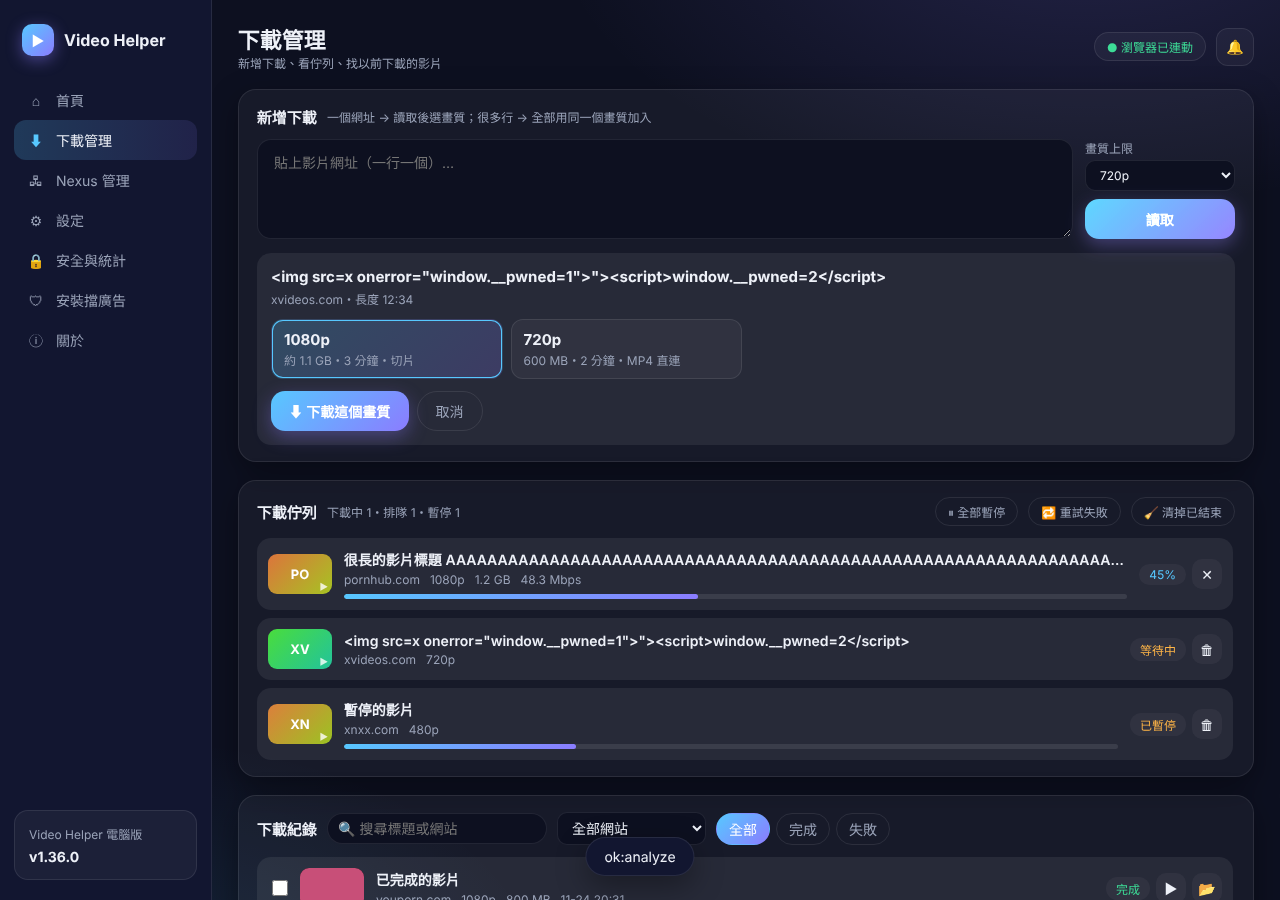 Video Helper
首頁
下載管理
Nexus 管理
設定
安全與統計
安裝擋廣告
關於
Video Helper 電腦版
v1.36.0
下載管理
新增下載、看佇列、找以前下載的影片
瀏覽器已連動
新增下載 一個網址 → 讀取後選畫質；很多行 → 全部用同一個畫質加入
貼上影片網址（一行一個）…
畫質上限
720p
讀取
<img src=x onerror="window.__pwned=1">"><script>window.__pwned=2</script>
xvideos.com・長度 12:34
1080p
約 1.1 GB・3 分鐘・切片
720p
600 MB・2 分鐘・MP4 直連
下載這個畫質
取消
下載佇列 下載中 1・排隊 1・暫停 1
全部暫停
重試失敗
清掉已結束
PO
很長的影片標題 AAAAAAAAAAAAAAAAAAAAAAAAAAAAAAAAAAAAAAAAAAAAAAAAAAAAAAAAAAAAAAAA…
pornhub.com 1080p 1.2 GB 48.3 Mbps
45%
XV
<img src=x onerror="window.__pwned=1">"><script>window.__pwned=2</script>
xvideos.com 720p
等待中
XN
暫停的影片
xnxx.com 480p
已暫停
下載紀錄
搜尋標題或網站
全部網站
全部
完成
失敗
ok:analyze
已完成的影片
youporn.com 1080p 800 MB 11-24 20:31
完成